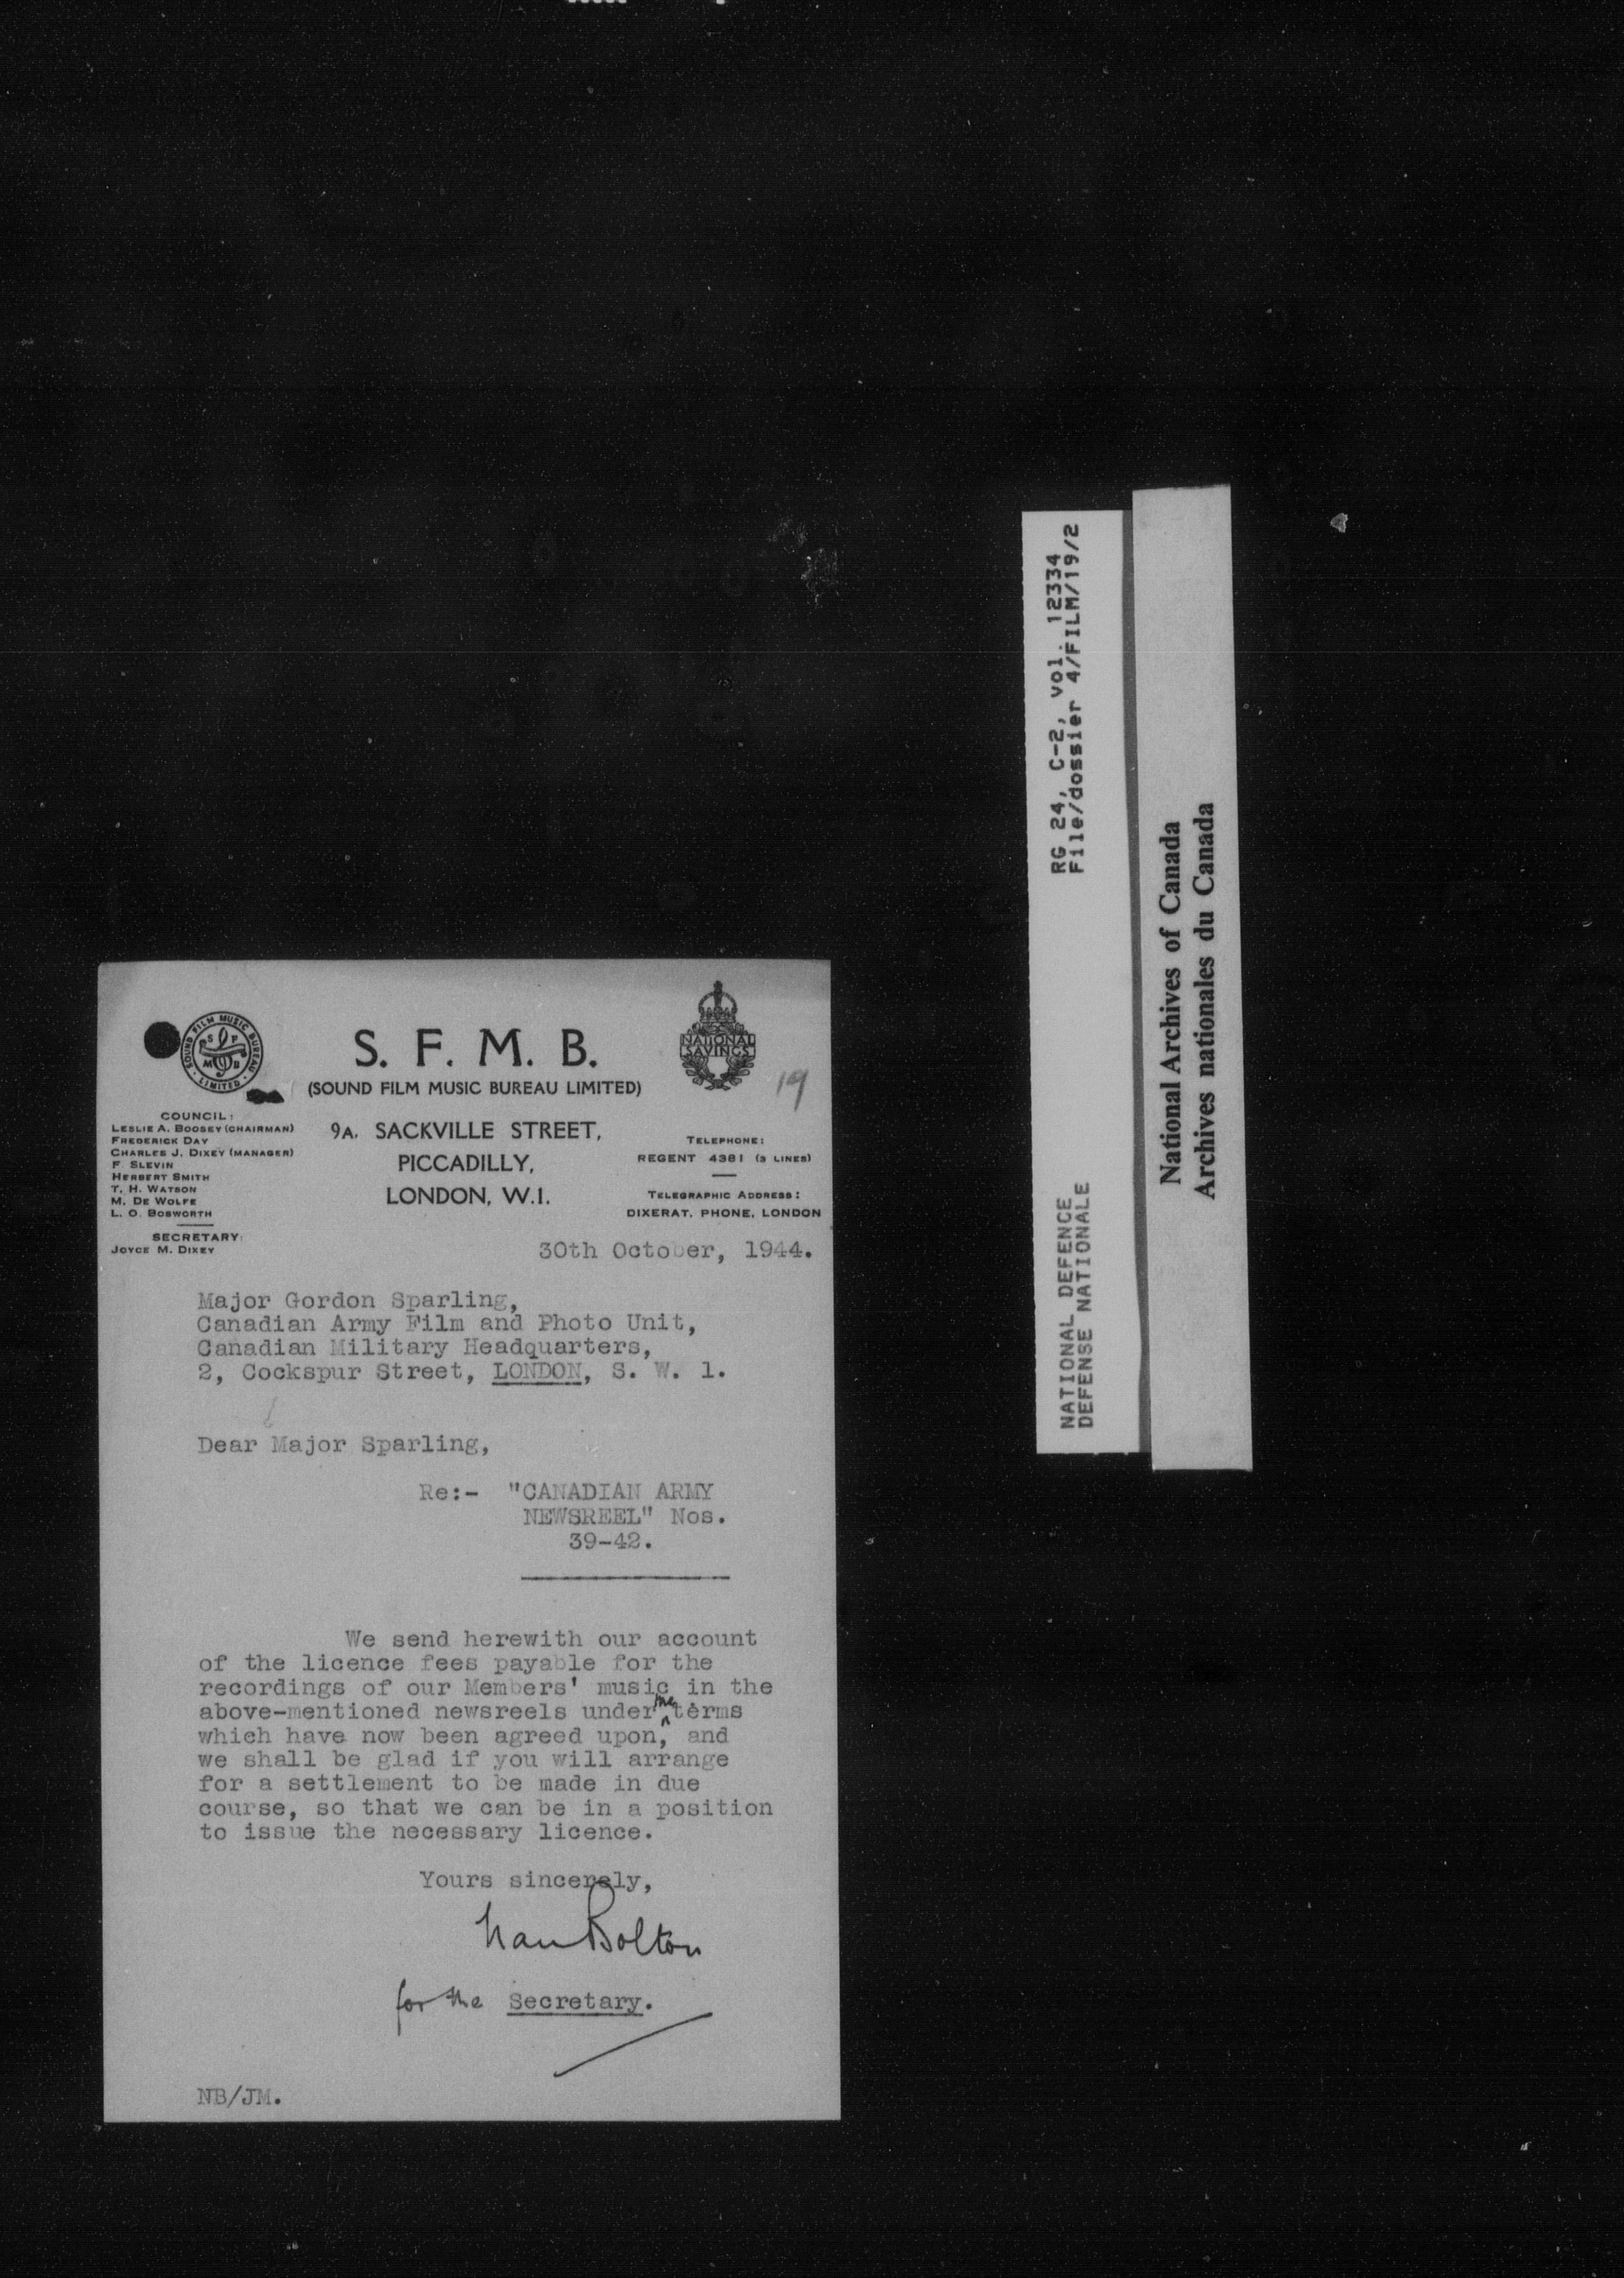 SOUND FILM MUSIC BUREAU
S F
M B
LIMITED
S. F. M. B.
(SOUND FILM MUSIC BUREAU LIMITED)
NATIONAL
SAVINGS
19
COUNCIL:
LESLIE A. BOOSEY (CHAIRMAN)
FREDERICK DAY
CHARLES J. DIXEY (MANAGER)
F. SLEVIN
HERBERT SMITH
T. H. WATSON
M. DE WOLFE
L. O. BOSWORTH
SECRETARY:
JOYCE M. DIXEY
9A, SACKVILLE STREET,
PICCADILLY,
LONDON, W.1.
TELEPHONE:
REGENT 4381 (3 LINES)
TELEGRAPHIC ADDRESS:
DIXERAT, PHONE, LONDON
30th October, 1944.
Major Gordon Sparling,
Canadian Army Film and Photo Unit,
Canadian Military Headquarters,
2, Cockspur Street, LONDON, S. W. 1.
Dear Major Sparling,
Re:- "CANADIAN ARMY
NEWSREEL" Nos.
39-42.
We send herewith our account
of the licence fees payable for the
recordings of our Members' music in the
above-mentioned newsreels under the terms
which have now been agreed upon, and
we shall be glad if you will arrange
for a settlement to be made in due
course, so that we can be in a position
to issue the necessary licence.
Yours sincerely,
Nan Bolton
for the Secretary.
NB/JM.
RG 24, C-2, vol. 12334
File/dossier 4/FILM/19/2
NATIONAL DEFENCE
DEFENSE NATIONALE
National Archives of Canada
Archives nationales du Canada